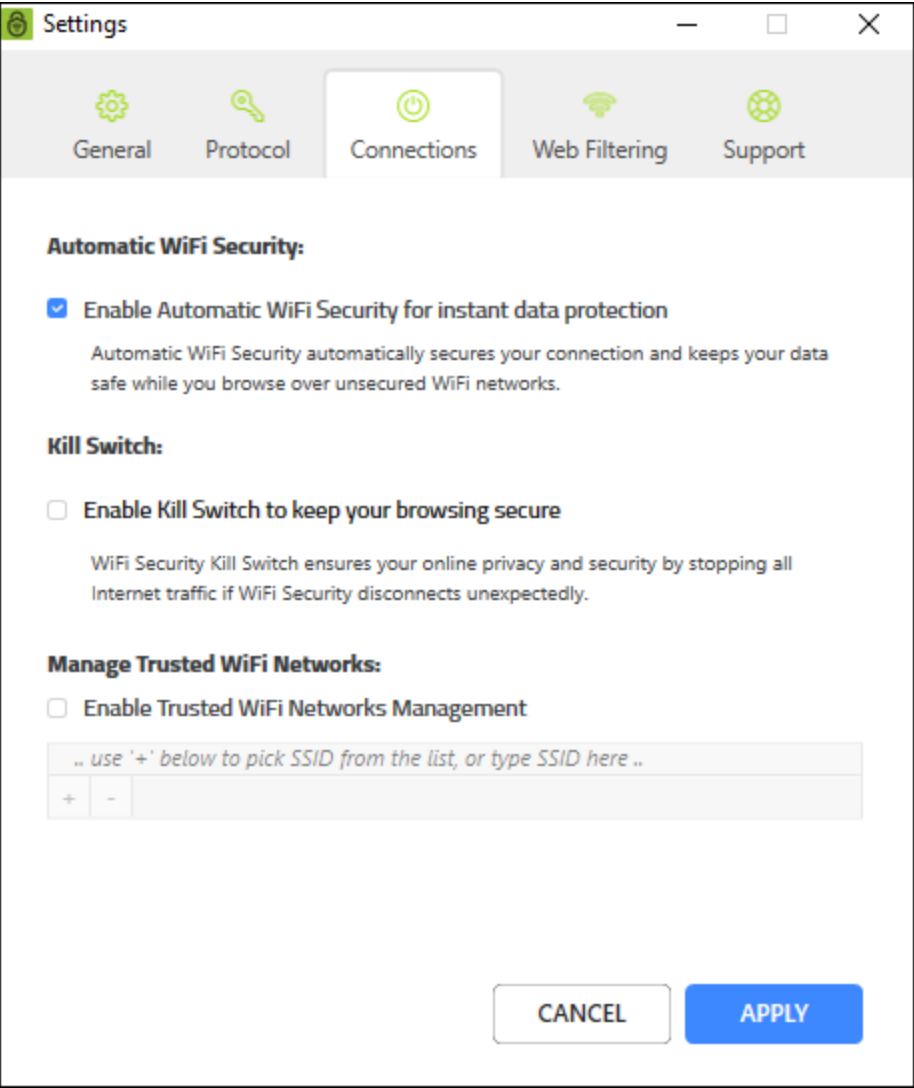 Settings
General Protocol Connections Web Filtering Support
Automatic WiFi Security:
Enable Automatic WiFi Security for instant data protection
Automatic WiFi Security automatically secures your connection and keeps your data
safe while you browse over unsecured WiFi networks.
Kill Switch:
Enable Kill Switch to keep your browsing secure
WiFi Security Kill Switch ensures your online privacy and security by stopping all
Internet traffic if WiFi Security disconnects unexpectedly.
Manage Trusted WiFi Networks:
Enable Trusted WiFi Networks Management
.. use '+' below to pick SSID from the list, or type SSID here ..
+ -
CANCEL APPLY